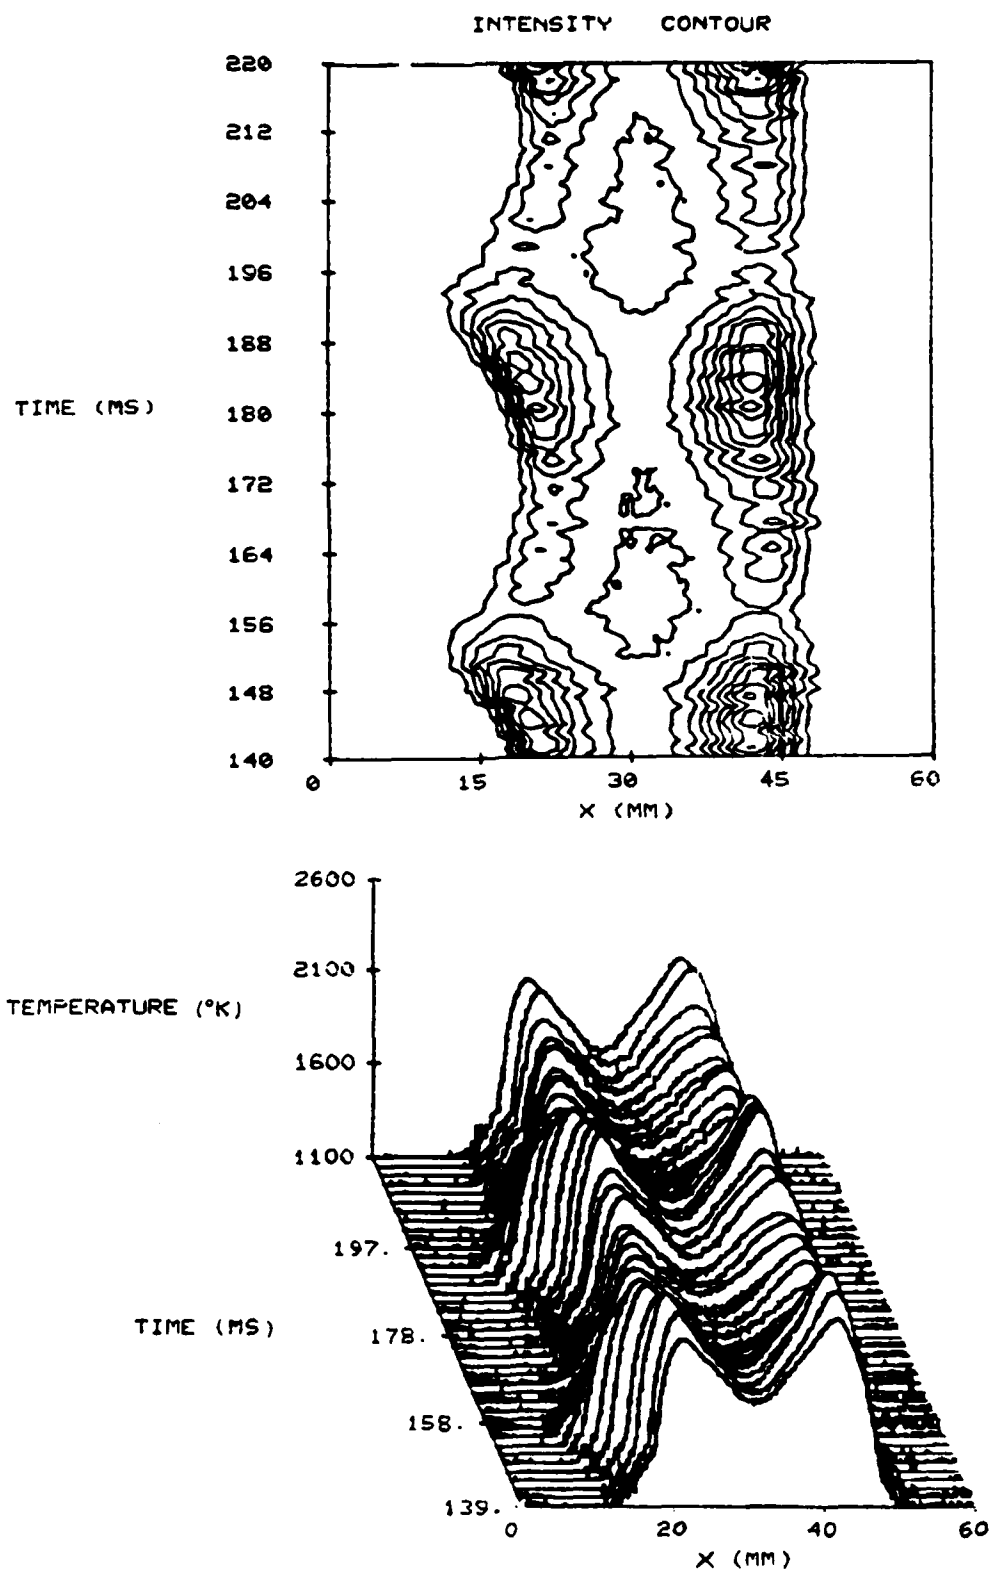 INTENSITY CONTOUR
220
212
204
196
188
TIME (MS)
180
172
164
156
148
140
0 15 30 45 60
X (MM)
2600
2100
TEMPERATURE (°K)
1600
1100
197.
TIME (MS)
178.
158.
139.
0 20 40 60
X (MM)